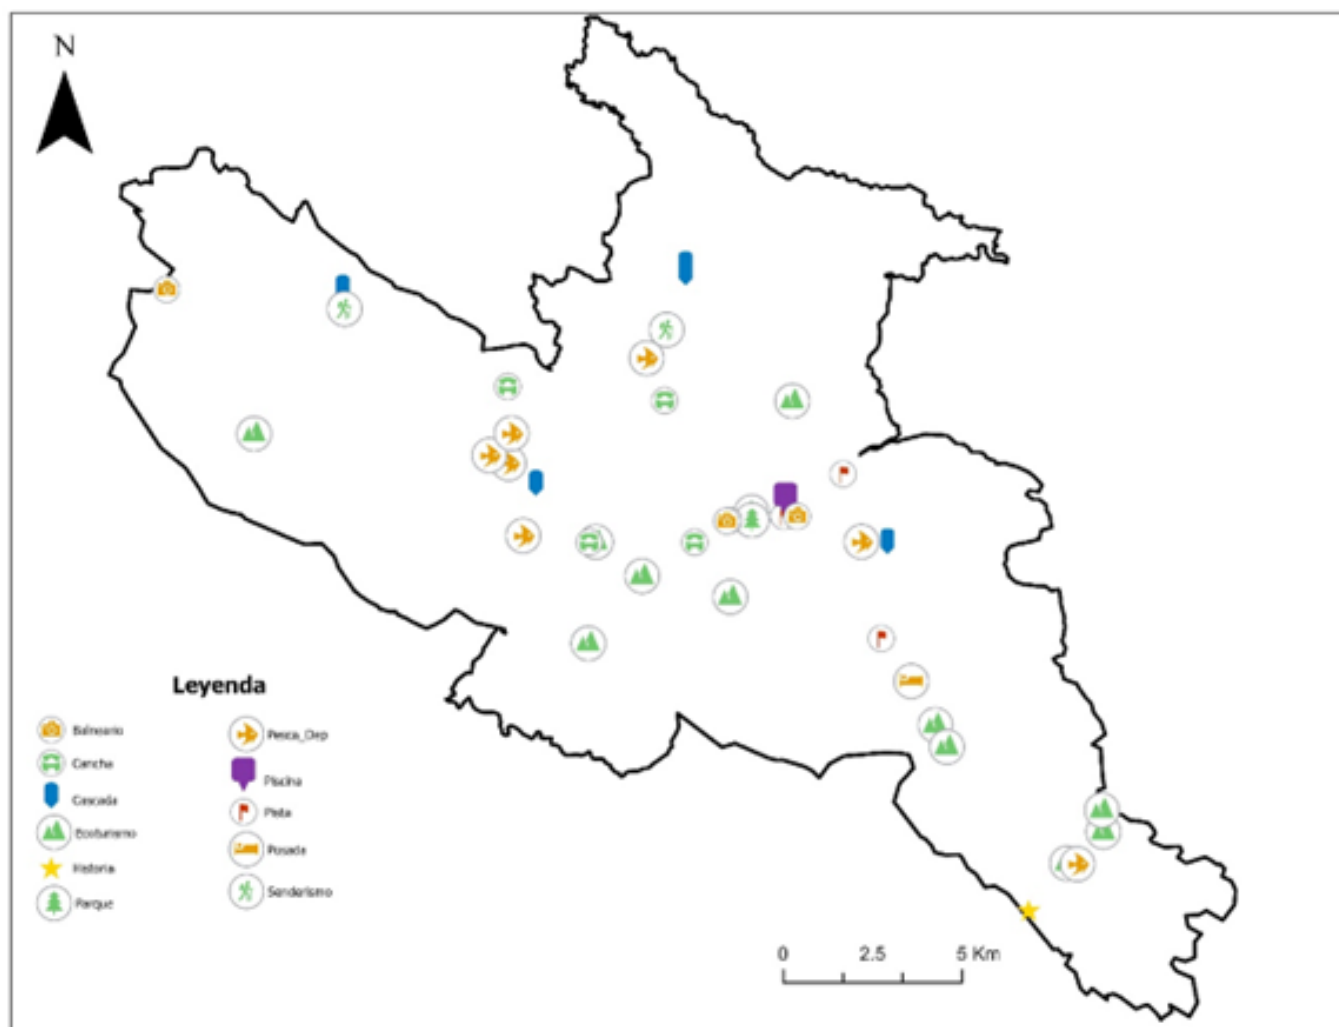 N
Leyenda
Balneario
Cancha
Cascada
Ecoturismo
Historia
Parque
Pesca_Dep
Piscina
Pista
Posada
Senderismo
0 2.5 5 Km